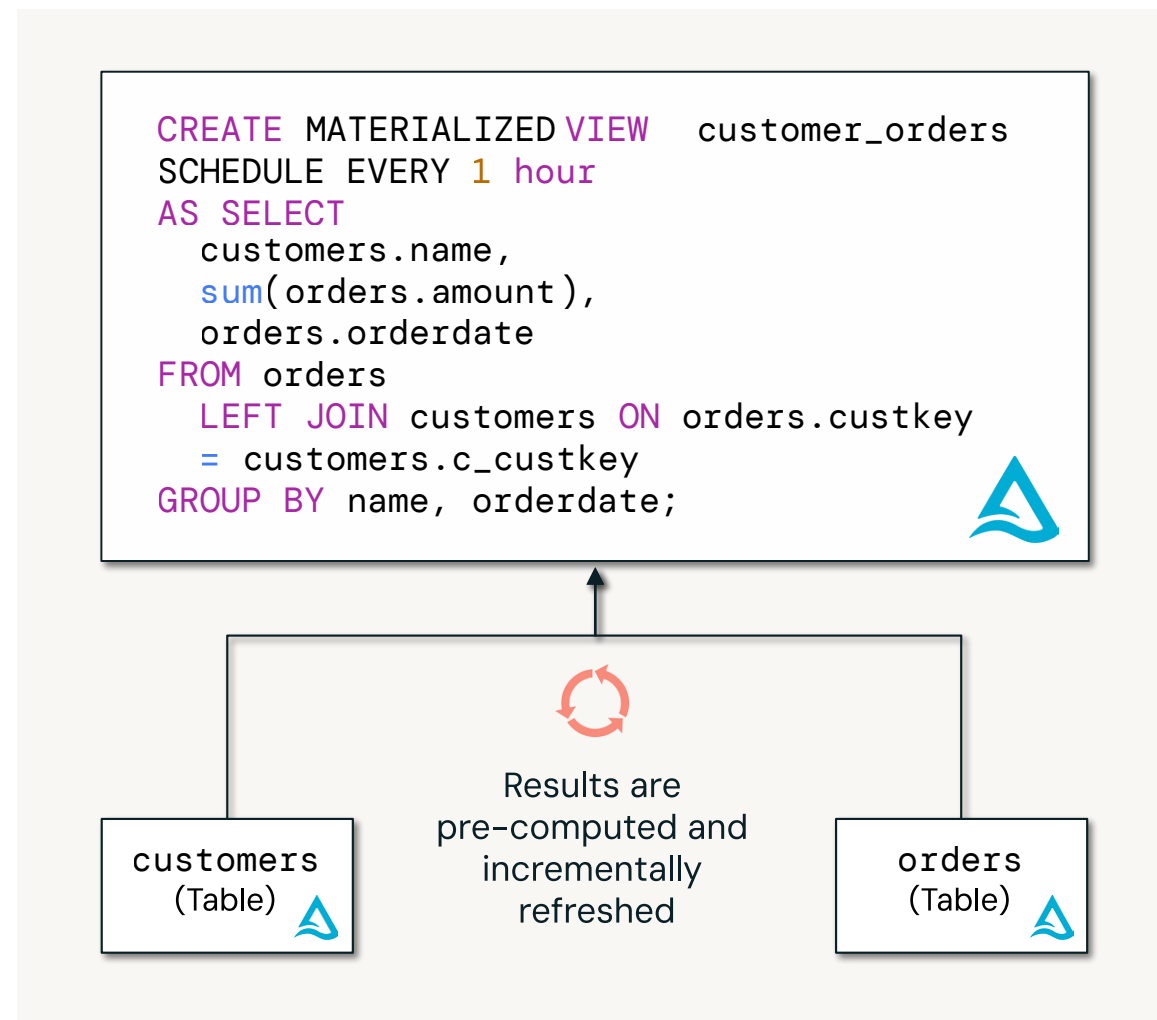 CREATE MATERIALIZED VIEW customer_orders
SCHEDULE EVERY 1 hour
AS SELECT
customers.name,
sum(orders.amount),
orders.orderdate
FROM orders
LEFT JOIN customers ON orders.custkey
= customers.c_custkey
GROUP BY name, orderdate;
Results are
pre-computed and
incrementally
refreshed
customers
(Table)
orders
(Table)